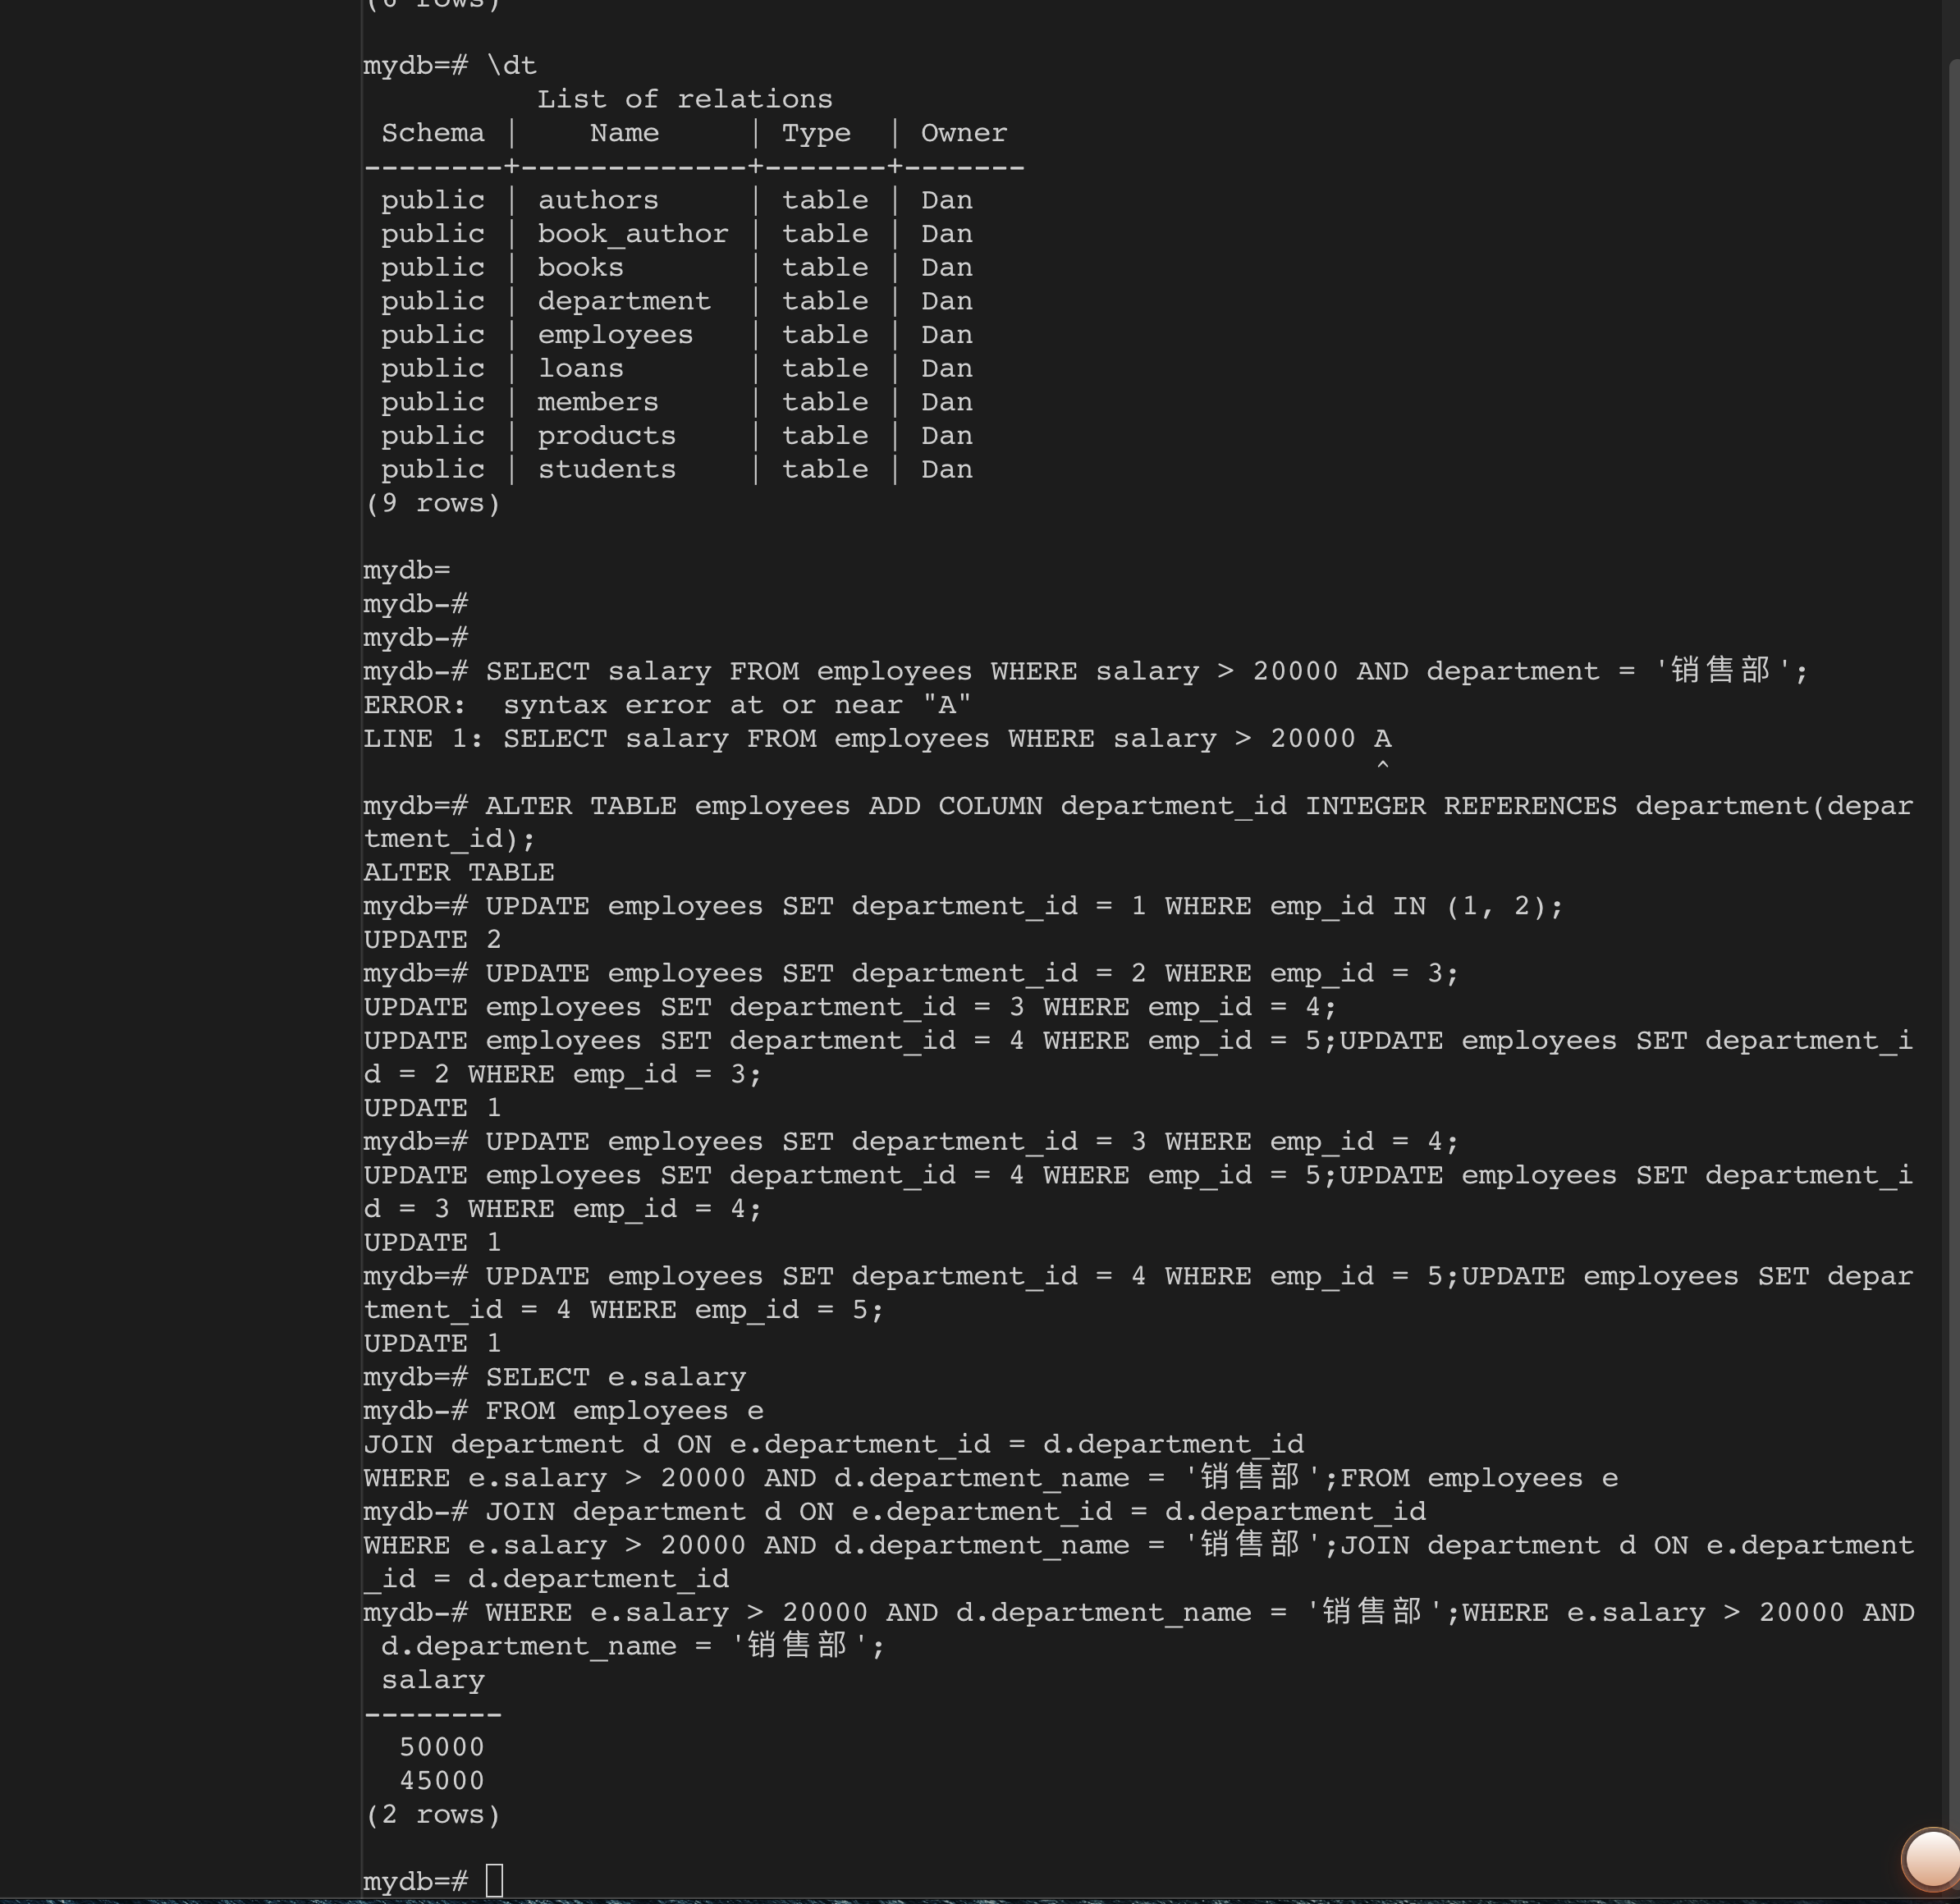 (6 rows)

mydb=# \dt
          List of relations
 Schema |    Name     | Type  | Owner
--------+-------------+-------+-------
 public | authors     | table | Dan
 public | book_author | table | Dan
 public | books       | table | Dan
 public | department  | table | Dan
 public | employees   | table | Dan
 public | loans       | table | Dan
 public | members     | table | Dan
 public | products    | table | Dan
 public | students    | table | Dan
(9 rows)

mydb=
mydb-#
mydb-#
mydb-# SELECT salary FROM employees WHERE salary > 20000 AND department = '销售部';
ERROR:  syntax error at or near "A"
LINE 1: SELECT salary FROM employees WHERE salary > 20000 A
                                                          ^
mydb=# ALTER TABLE employees ADD COLUMN department_id INTEGER REFERENCES department(depar
tment_id);
ALTER TABLE
mydb=# UPDATE employees SET department_id = 1 WHERE emp_id IN (1, 2);
UPDATE 2
mydb=# UPDATE employees SET department_id = 2 WHERE emp_id = 3;
UPDATE employees SET department_id = 3 WHERE emp_id = 4;
UPDATE employees SET department_id = 4 WHERE emp_id = 5;UPDATE employees SET department_i
d = 2 WHERE emp_id = 3;
UPDATE 1
mydb=# UPDATE employees SET department_id = 3 WHERE emp_id = 4;
UPDATE employees SET department_id = 4 WHERE emp_id = 5;UPDATE employees SET department_i
d = 3 WHERE emp_id = 4;
UPDATE 1
mydb=# UPDATE employees SET department_id = 4 WHERE emp_id = 5;UPDATE employees SET depar
tment_id = 4 WHERE emp_id = 5;
UPDATE 1
mydb=# SELECT e.salary
mydb-# FROM employees e
JOIN department d ON e.department_id = d.department_id
WHERE e.salary > 20000 AND d.department_name = '销售部';FROM employees e
mydb-# JOIN department d ON e.department_id = d.department_id
WHERE e.salary > 20000 AND d.department_name = '销售部';JOIN department d ON e.department
_id = d.department_id
mydb-# WHERE e.salary > 20000 AND d.department_name = '销售部';WHERE e.salary > 20000 AND
 d.department_name = '销售部';
 salary
--------
  50000
  45000
(2 rows)

mydb=#